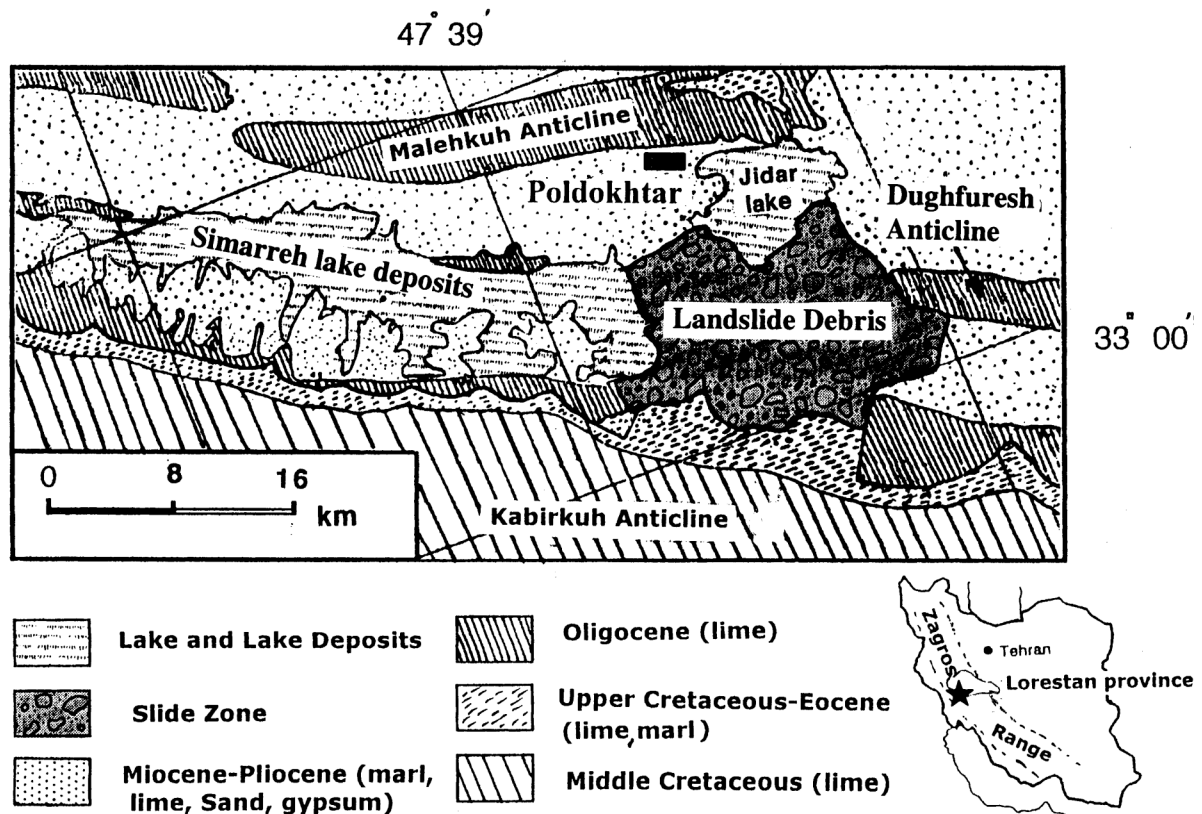 47° 39'
Malehkuh Anticline
Poldokhtar
Jidar
lake
Dughfuresh
Anticline
Simarreh lake deposits
Landslide Debris
33° 00'
0 8 16
km
Kabirkuh Anticline
Lake and Lake Deposits
Slide Zone
Miocene-Pliocene (marl,
lime, Sand, gypsum)
Oligocene (lime)
Upper Cretaceous-Eocene
(lime, marl)
Middle Cretaceous (lime)
Zagros
Tehran
Lorestan province
Range